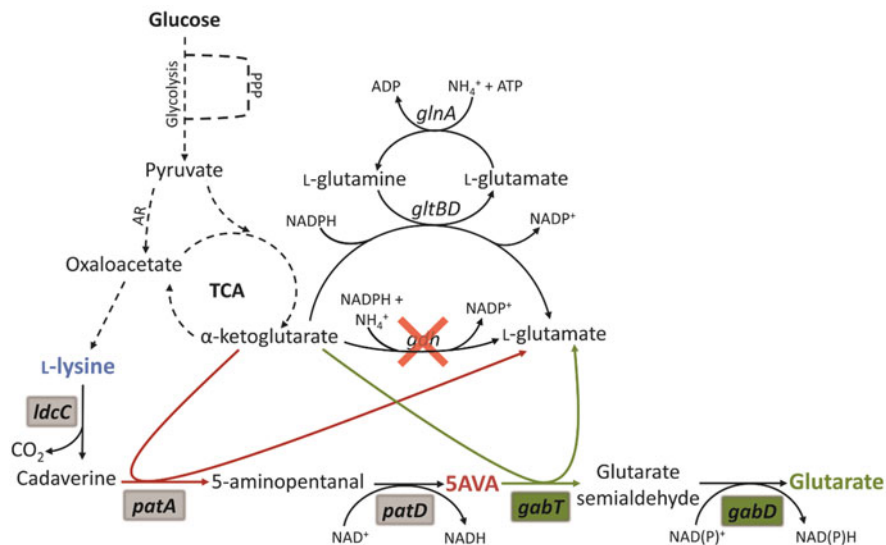 Glucose
Glycolysis
PPP
ADP
NH₄⁺ + ATP
glnA
Pyruvate
L-glutamine
L-glutamate
gltBD
AR
NADPH
NADP⁺
Oxaloacetate
TCA
NADPH +
NH₄⁺
NADP⁺
α-ketoglutarate
gdh
L-glutamate
L-lysine
ldcC
CO₂
Cadaverine
5-aminopentanal
5AVA
Glutarate
semialdehyde
Glutarate
patA
patD
gabT
gabD
NAD⁺
NADH
NAD(P)⁺
NAD(P)H